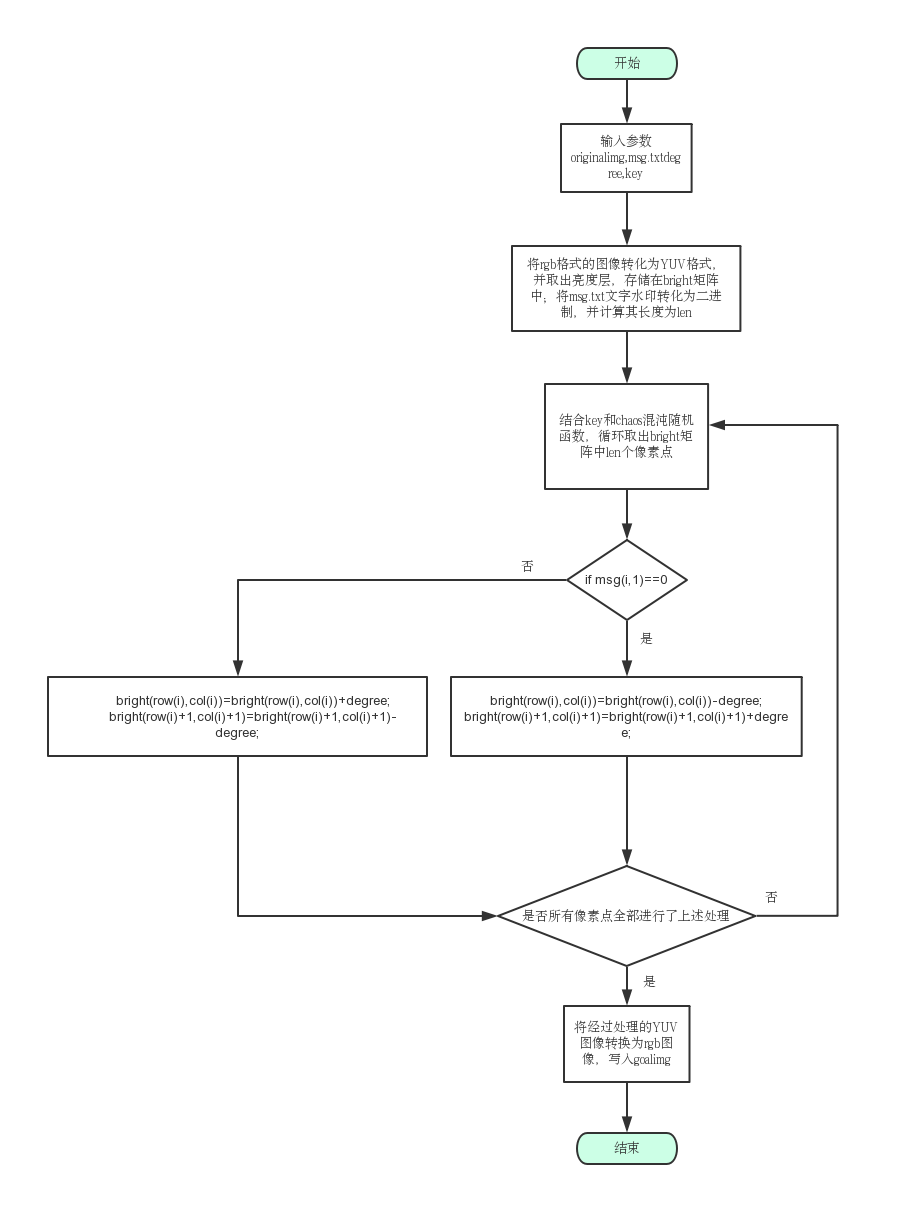 开始
输入参数
originalimg,msg.txtdeg
ree,key
将rgb格式的图像转化为YUV格式，
并取出亮度层，存储在bright矩阵
中；将msg.txt文字水印转化为二进
制，并计算其长度为len
结合key和chaos混沌随机
函数，循环取出bright矩
阵中len个像素点
否
if msg(i,1)==0
是
bright(row(i),col(i))=bright(row(i),col(i))+degree;
bright(row(i)+1,col(i)+1)=bright(row(i)+1,col(i)+1)-
degree;
bright(row(i),col(i))=bright(row(i),col(i))-degree;
bright(row(i)+1,col(i)+1)=bright(row(i)+1,col(i)+1)+degre
e;
否
是否所有像素点全部进行了上述处理
是
将经过处理的YUV
图像转换为rgb图
像，写入goalimg
结束